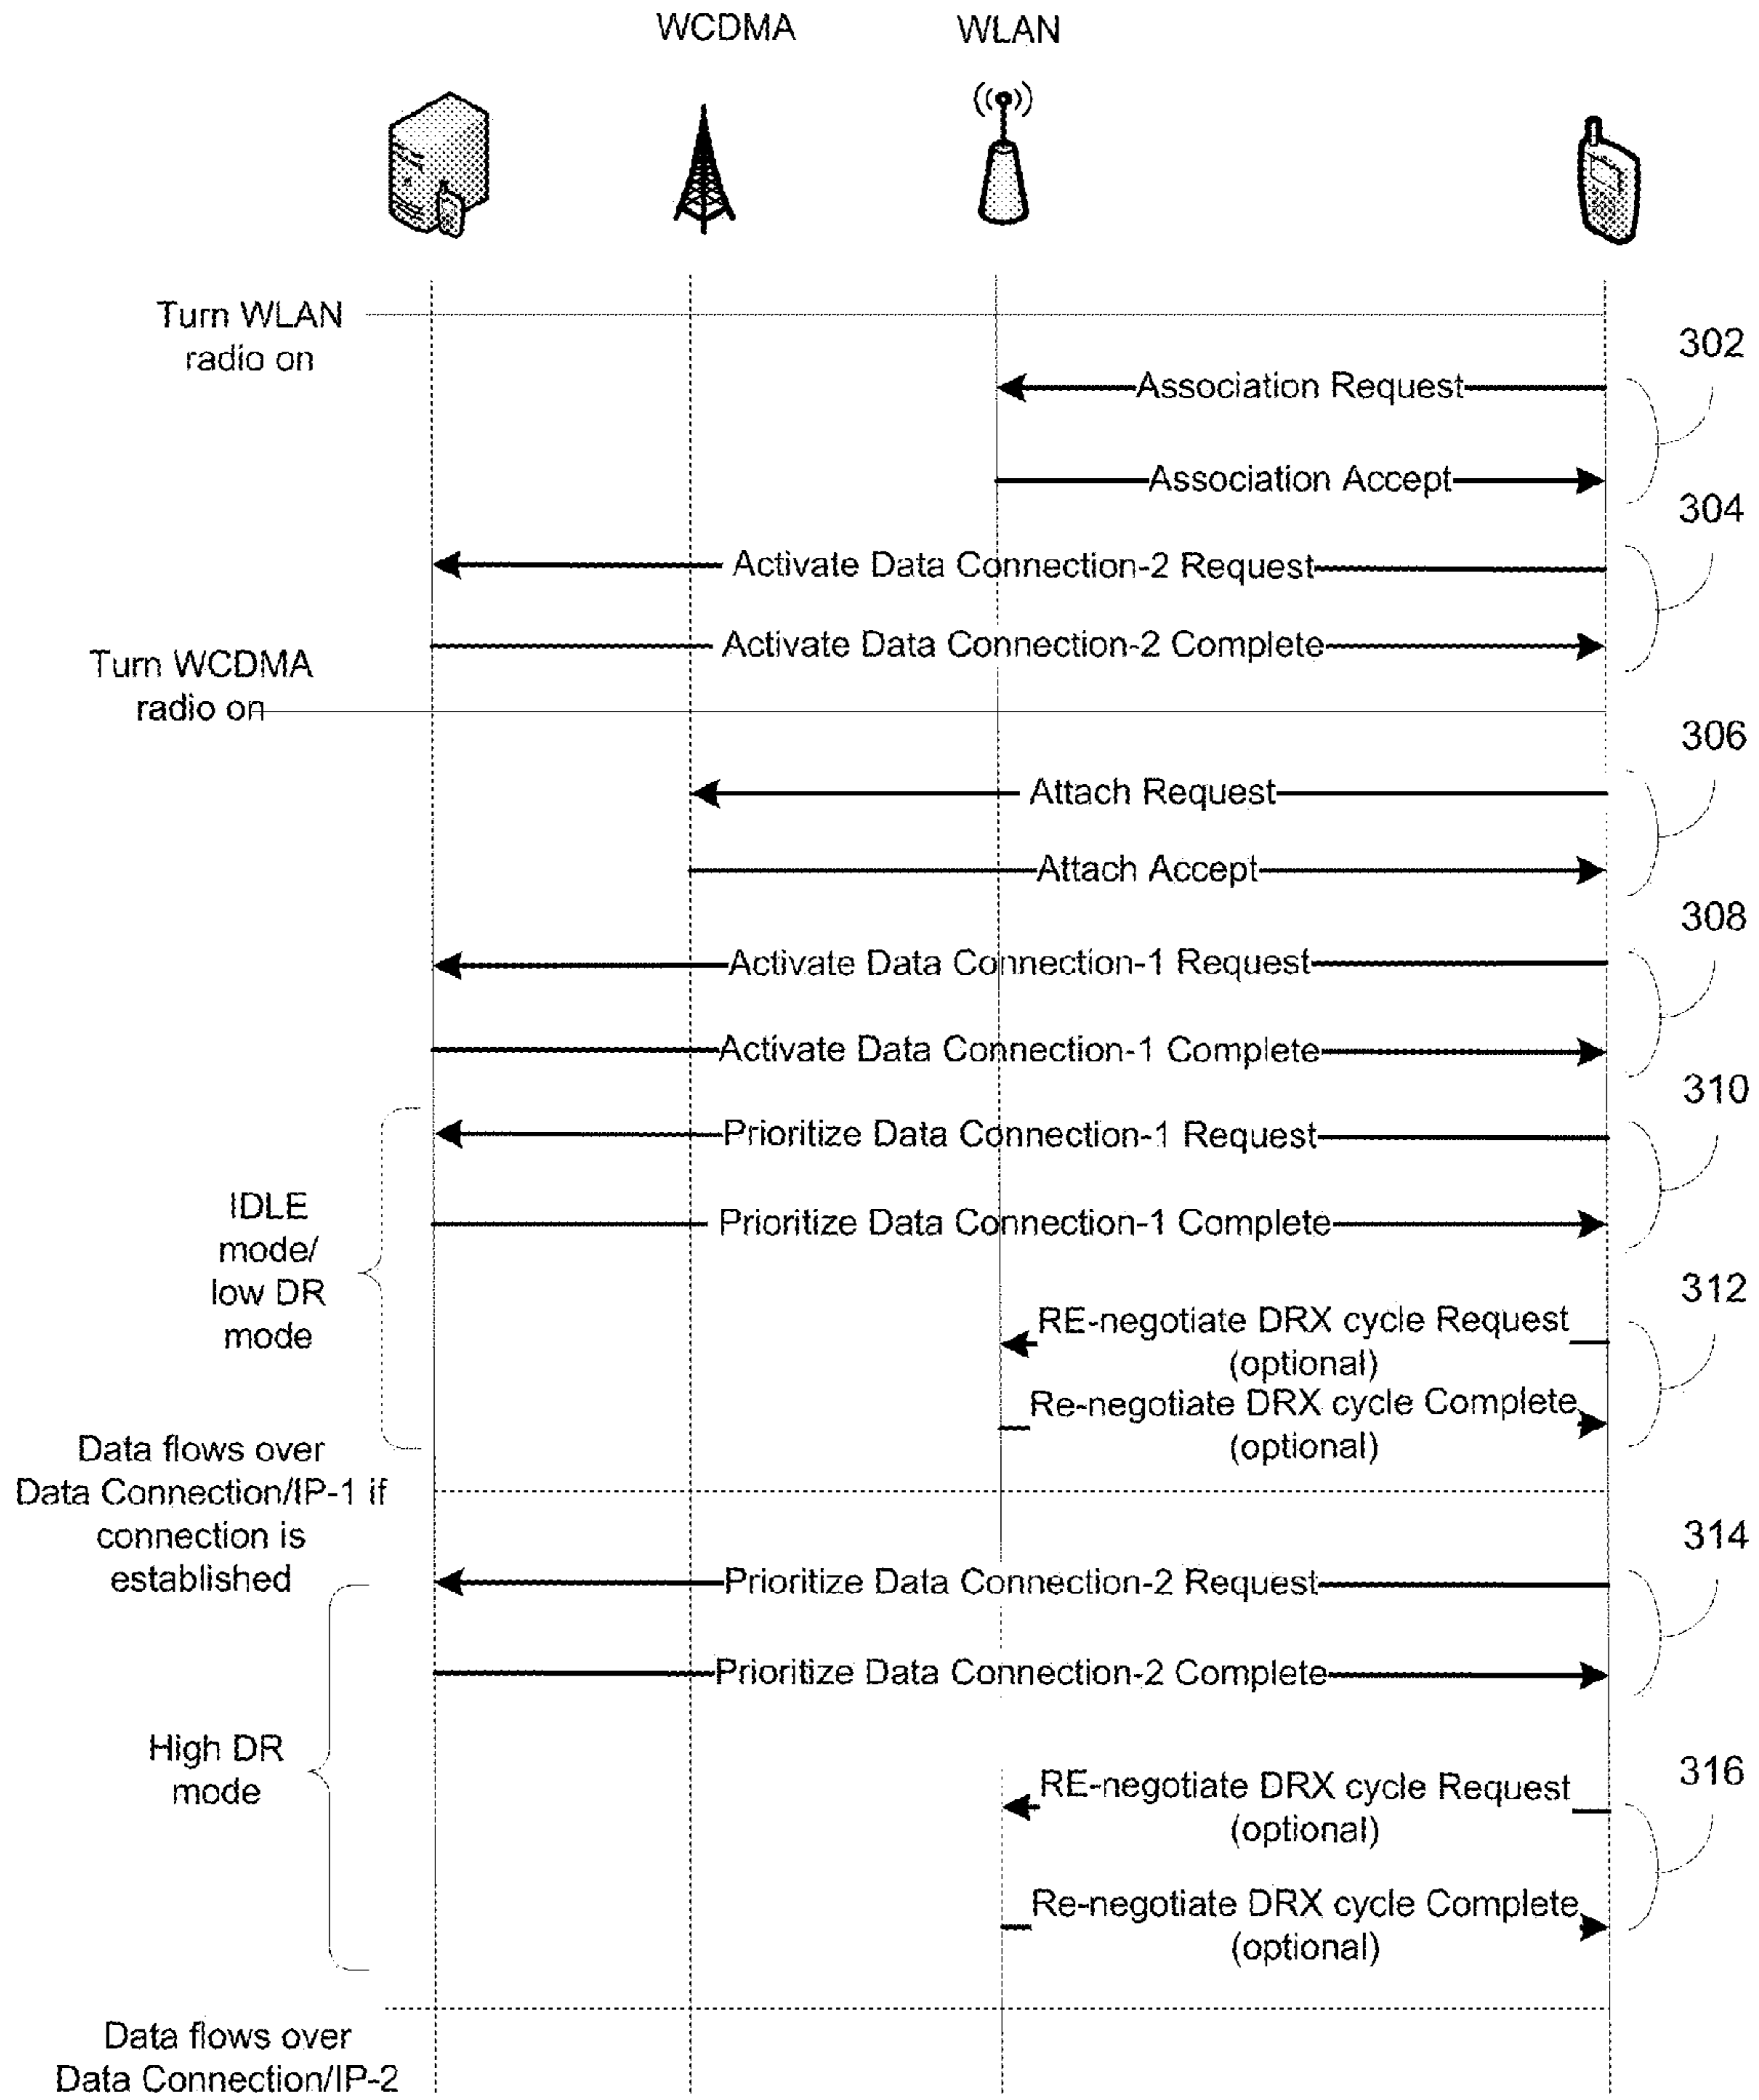 WCDMA
WLAN
Turn WLAN
radio on
302
Association Request
Association Accept
304
Activate Data Connection-2 Request
Activate Data Connection-2 Complete
Turn WCDMA
radio on
306
Attach Request
Attach Accept
308
Activate Data Connection-1 Request
Activate Data Connection-1 Complete
310
Prioritize Data Connection-1 Request
Prioritize Data Connection-1 Complete
IDLE
mode/
low DR
mode
312
RE-negotiate DRX cycle Request
(optional)
Re-negotiate DRX cycle Complete
(optional)
Data flows over
Data Connection/IP-1 if
connection is
established
314
Prioritize Data Connection-2 Request
Prioritize Data Connection-2 Complete
High DR
mode
316
RE-negotiate DRX cycle Request
(optional)
Re-negotiate DRX cycle Complete
(optional)
Data flows over
Data Connection/IP-2